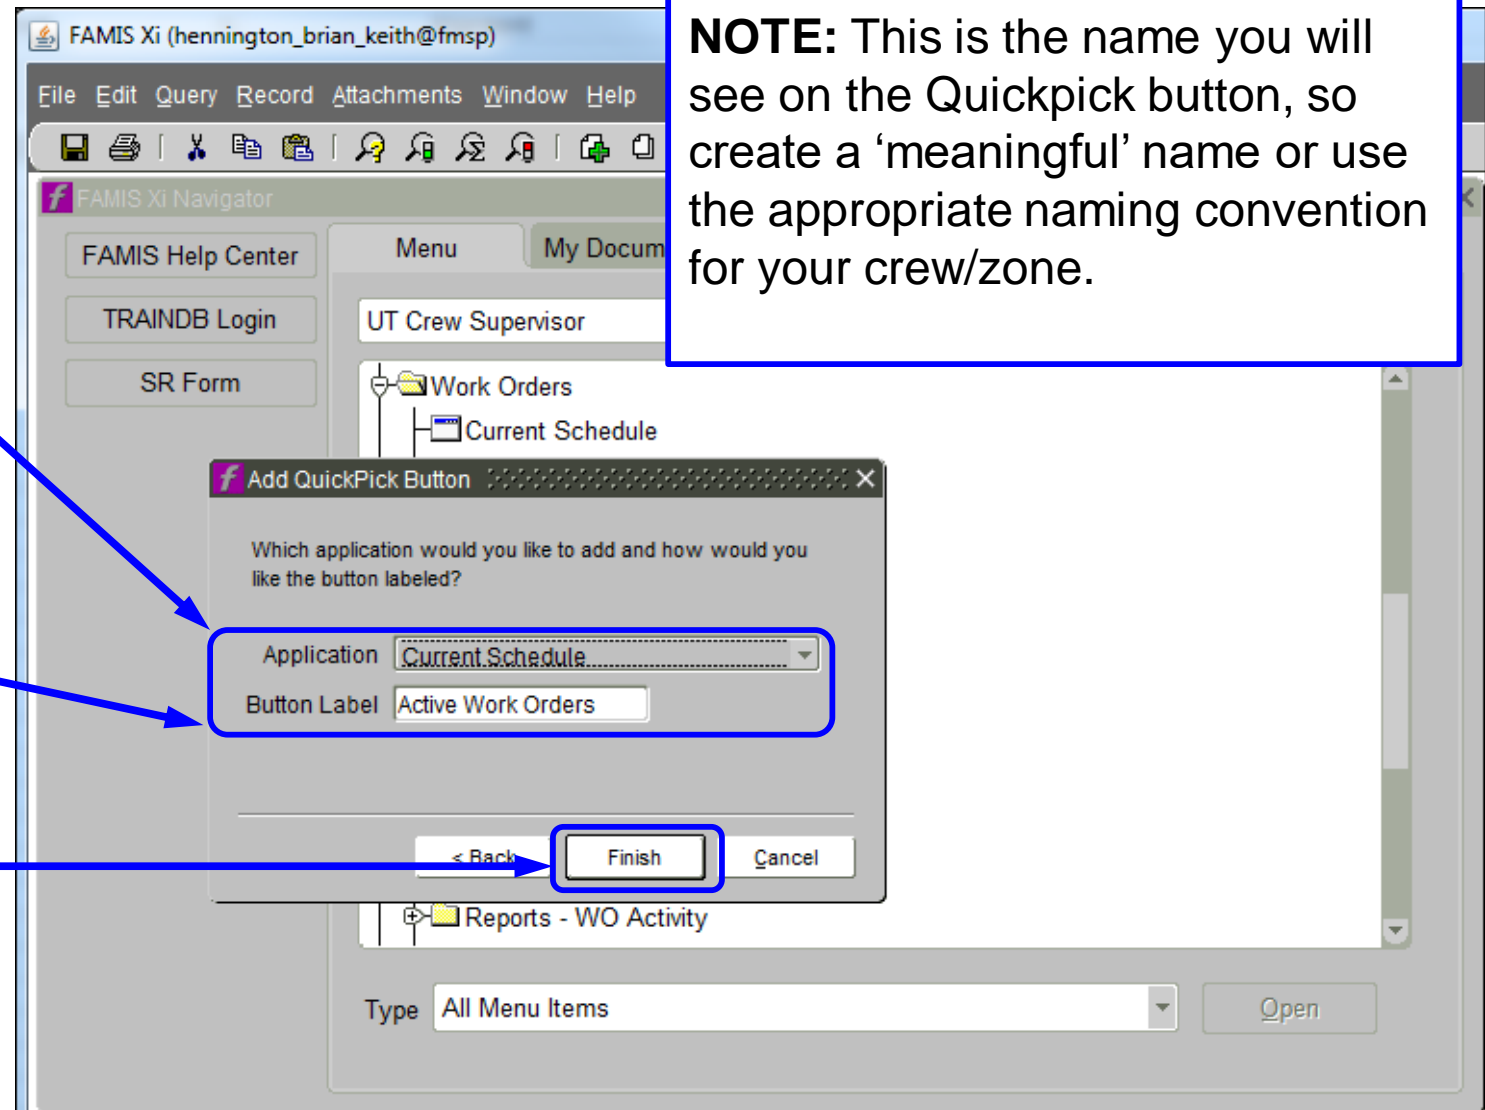 FAMIS Xi (hennington_brian_keith@fmsp)
NOTE: This is the name you will
see on the Quickpick button, so
create a ‘meaningful’ name or use
the appropriate naming convention
for your crew/zone.
File Edit Query Record Attachments Window Help
FAMIS Xi Navigator
FAMIS Help Center
TRAINDB Login
SR Form
Menu
My Docum
UT Crew Supervisor
Work Orders
Current Schedule
Add QuickPick Button
Which application would you like to add and how would you
like the button labeled?
Application Current Schedule
Button Label Active Work Orders
< Back Finish Cancel
Reports - WO Activity
Type All Menu Items Open